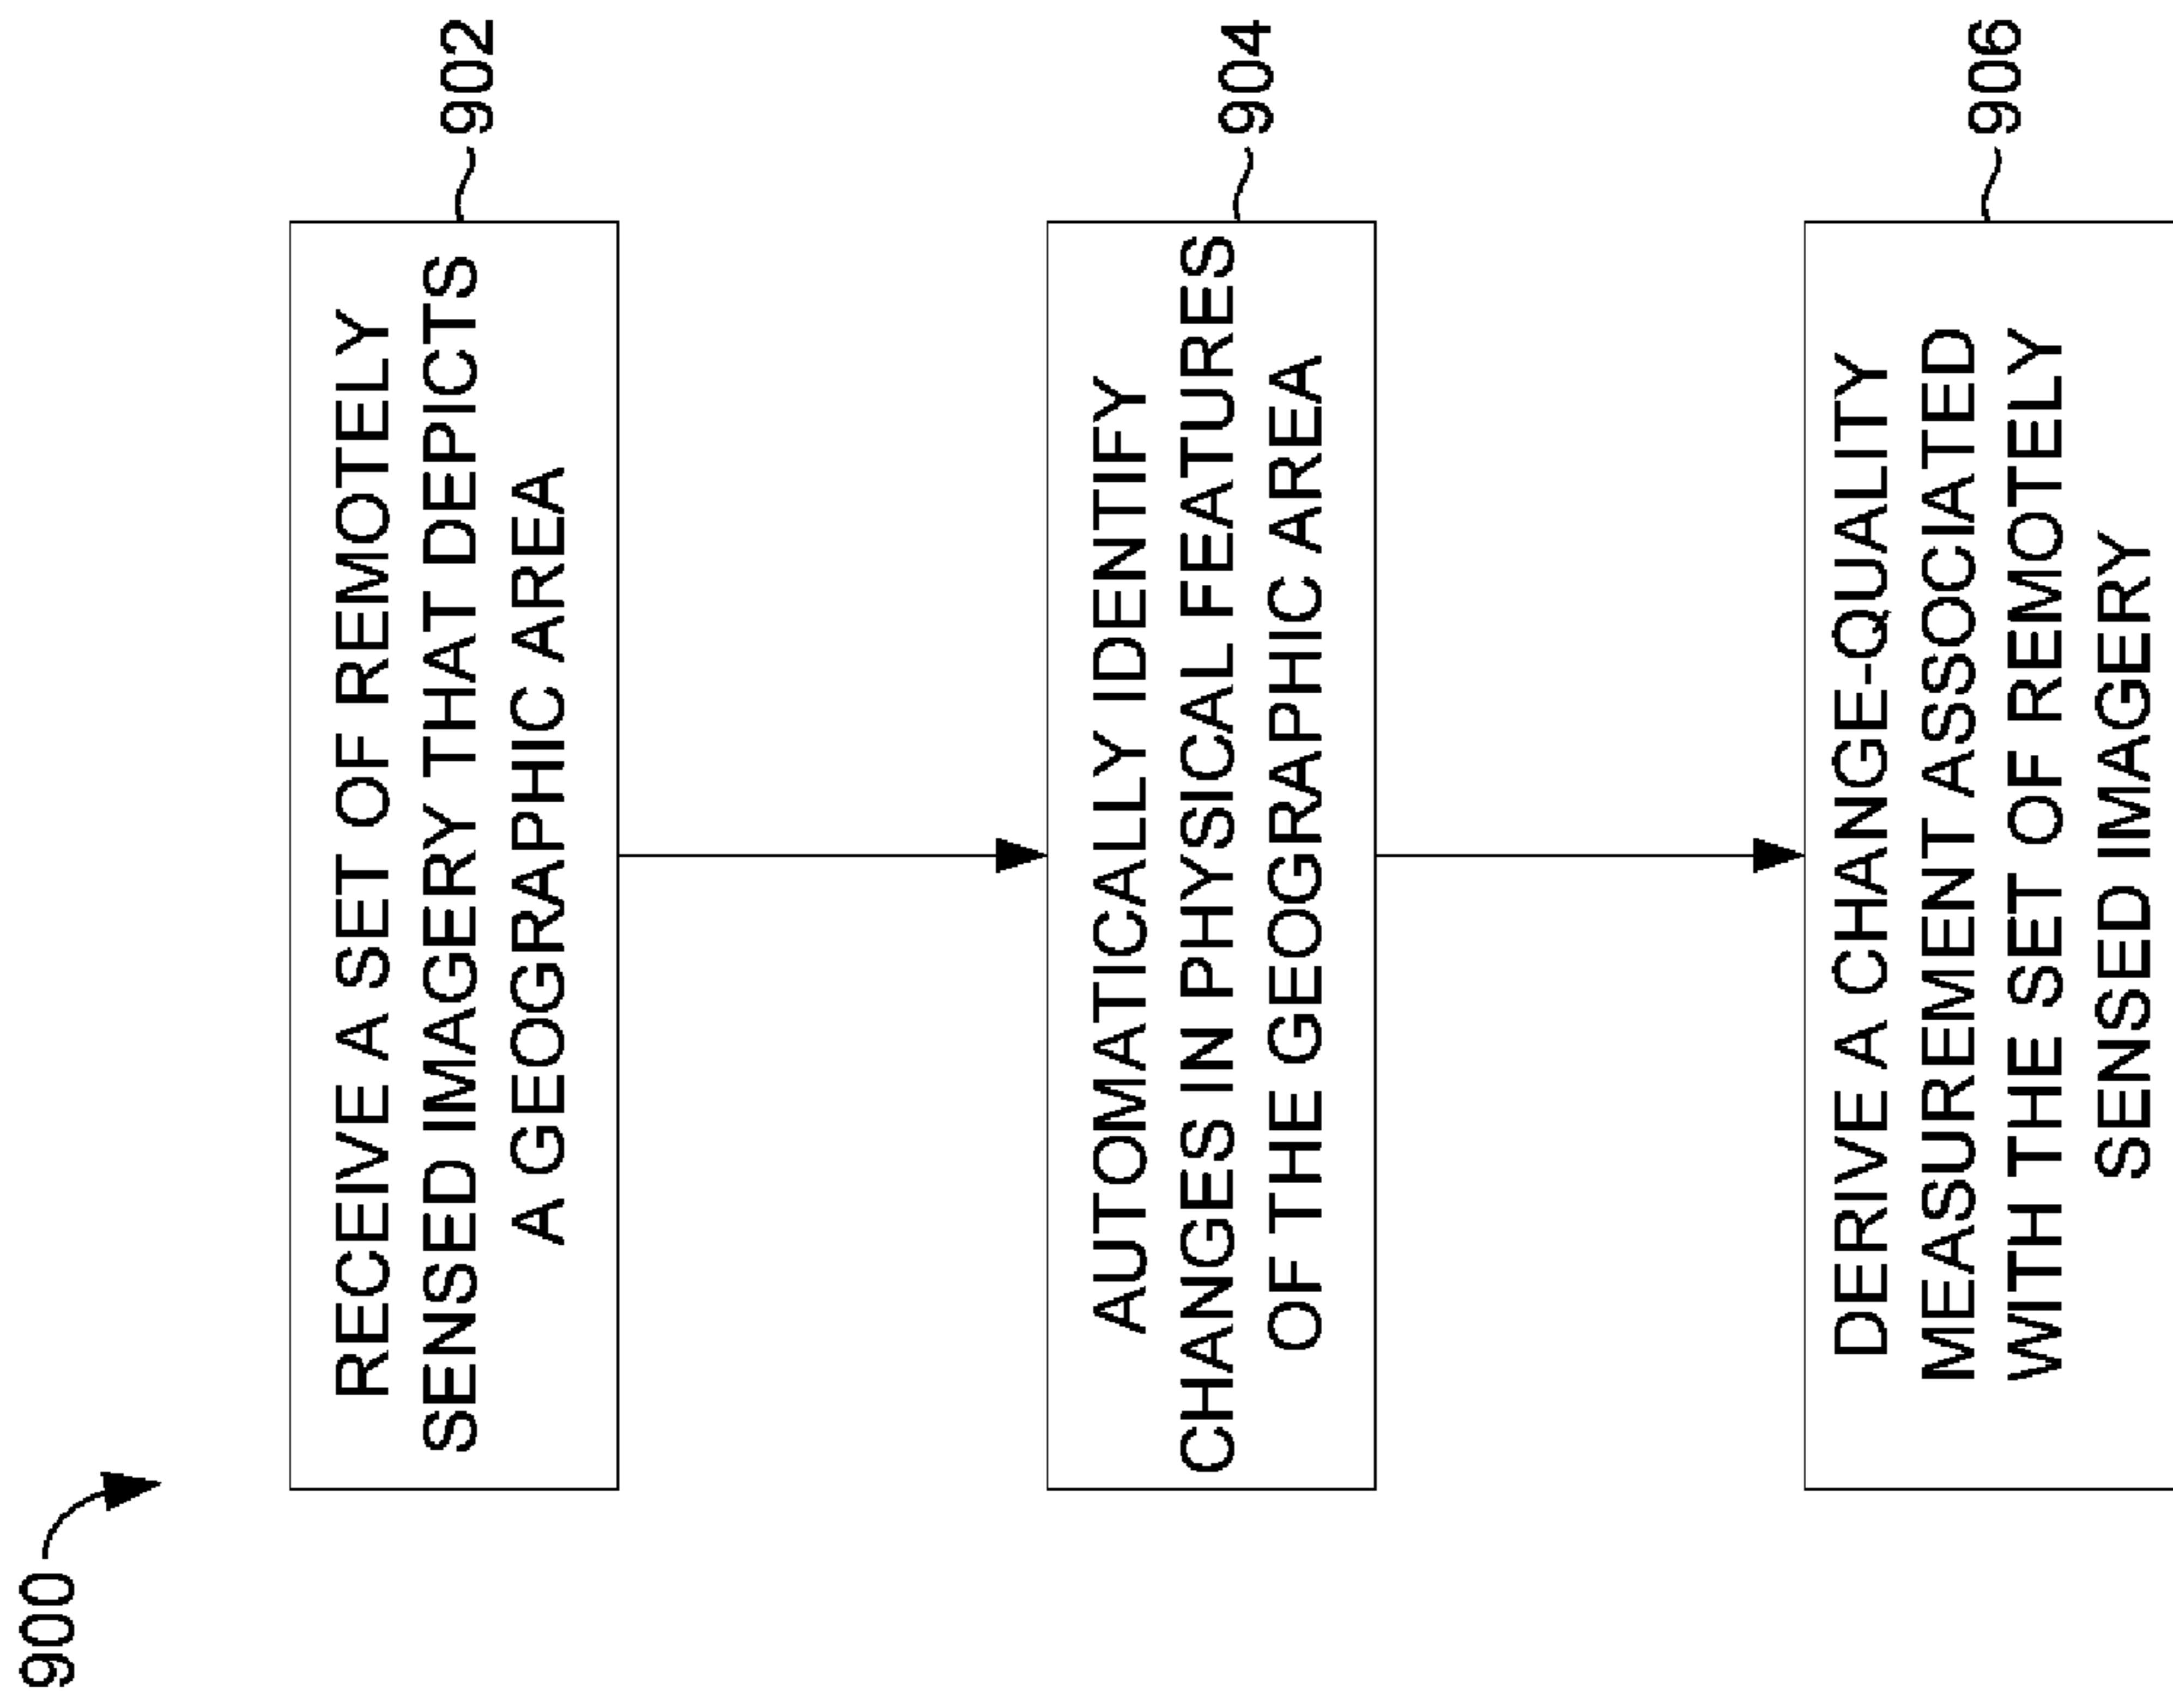 900
RECEIVE A SET OF REMOTELY
SENSED IMAGERY THAT DEPICTS
A GEOGRAPHIC AREA
902
AUTOMATICALLY IDENTIFY
CHANGES IN PHYSICAL FEATURES
OF THE GEOGRAPHIC AREA
904
DERIVE A CHANGE-QUALITY
MEASUREMENT ASSOCIATED
WITH THE SET OF REMOTELY
SENSED IMAGERY
906